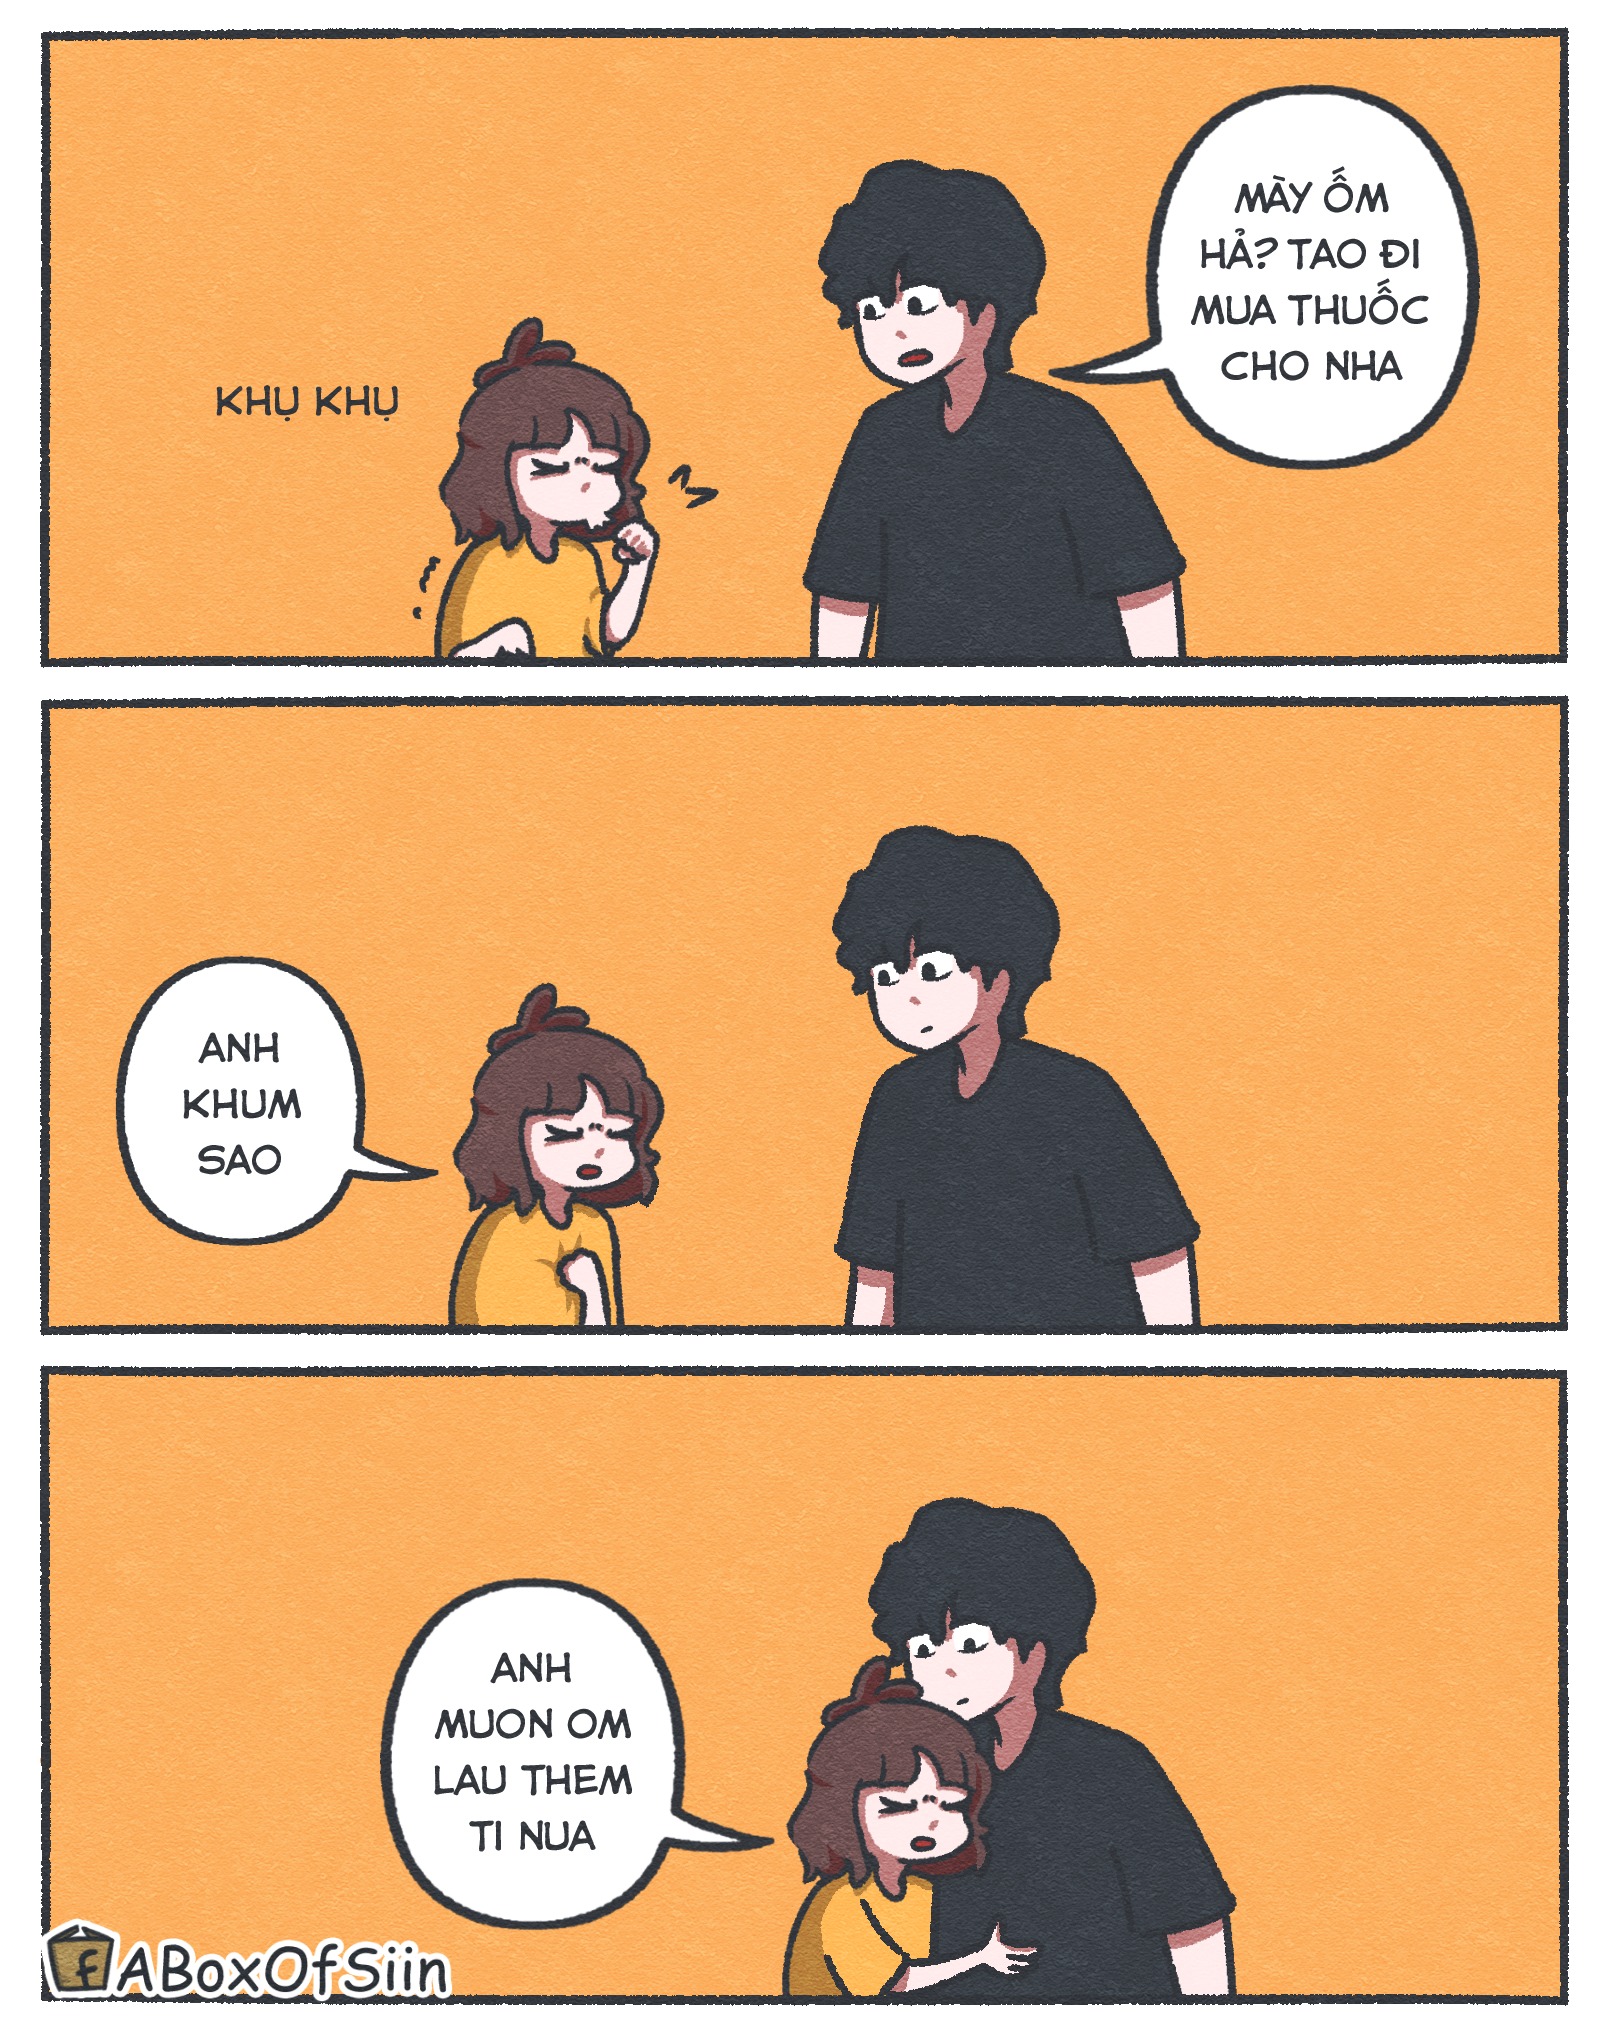 KHỤ KHỤ
MÀY ỐM
HẢ? TAO ĐI
MUA THUỐC
CHO NHA
ANH
KHUM
SAO
ANH
MUON OM
LAU THEM
TI NUA
f ABoxOfSiin